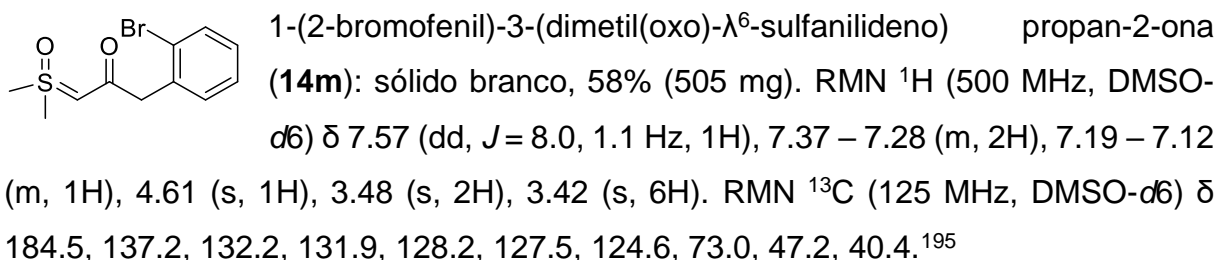 O
O
Br
S
1-(2-bromofenil)-3-(dimetil(oxo)-λ⁶-sulfanilideno) propan-2-ona
(14m): sólido branco, 58% (505 mg). RMN ¹H (500 MHz, DMSO-
d6) δ 7.57 (dd, J = 8.0, 1.1 Hz, 1H), 7.37 – 7.28 (m, 2H), 7.19 – 7.12
(m, 1H), 4.61 (s, 1H), 3.48 (s, 2H), 3.42 (s, 6H). RMN ¹³C (125 MHz, DMSO-d6) δ
184.5, 137.2, 132.2, 131.9, 128.2, 127.5, 124.6, 73.0, 47.2, 40.4.¹⁹⁵